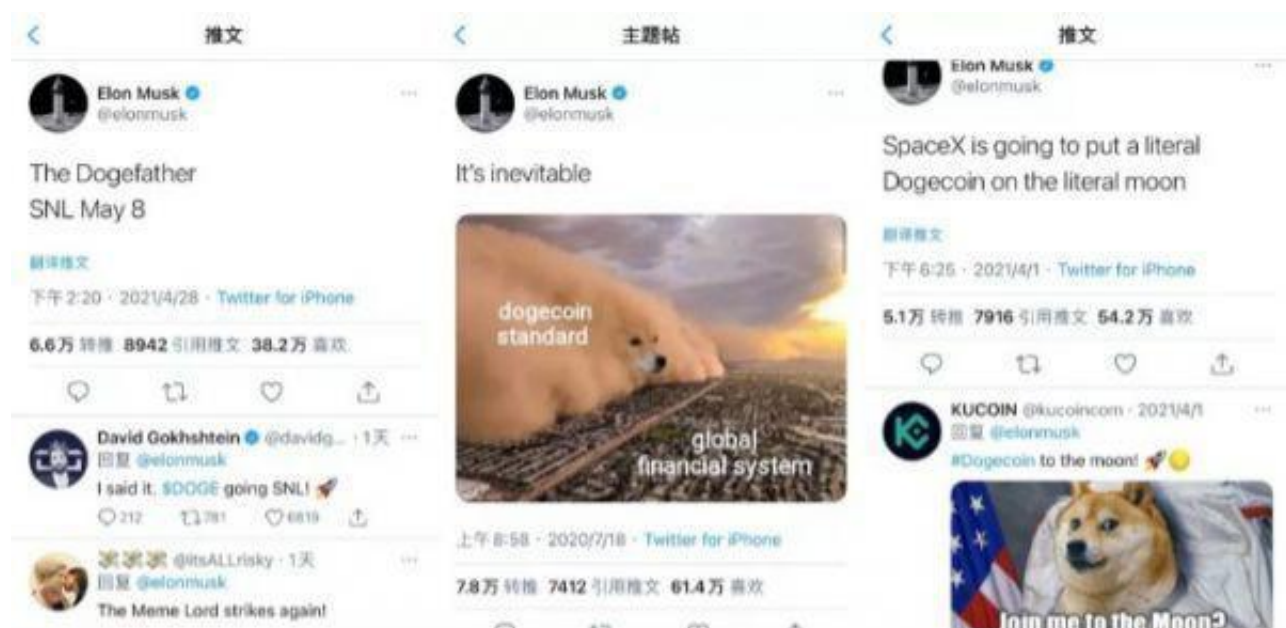 推文
Elon Musk
@elonmusk
The Dogefather
SNL May 8
翻译推文
下午 2:20 · 2021/4/28 · Twitter for iPhone
6.6万 转推 8942 引用推文 38.2万 喜欢
David Gokhshtein @davidg... · 1天
回复 @elonmusk
I said it. $DOGE going SNL! 🚀
212 781 6819
💸💸💸 @itsALLrisky · 1天
回复 @elonmusk
The Meme Lord strikes again!
主题帖
Elon Musk
@elonmusk
It's inevitable
dogecoin
standard
global
financial system
上午 8:58 · 2020/7/18 · Twitter for iPhone
7.8万 转推 7412 引用推文 61.4万 喜欢
推文
Elon Musk
@elonmusk
SpaceX is going to put a literal
Dogecoin on the literal moon
翻译推文
下午 6:25 · 2021/4/1 · Twitter for iPhone
5.1万 转推 7916 引用推文 54.2万 喜欢
KUCOIN @kucoincom · 2021/4/1
回复 @elonmusk
#Dogecoin to the moon! 🚀🌕
Join me to the Moon?